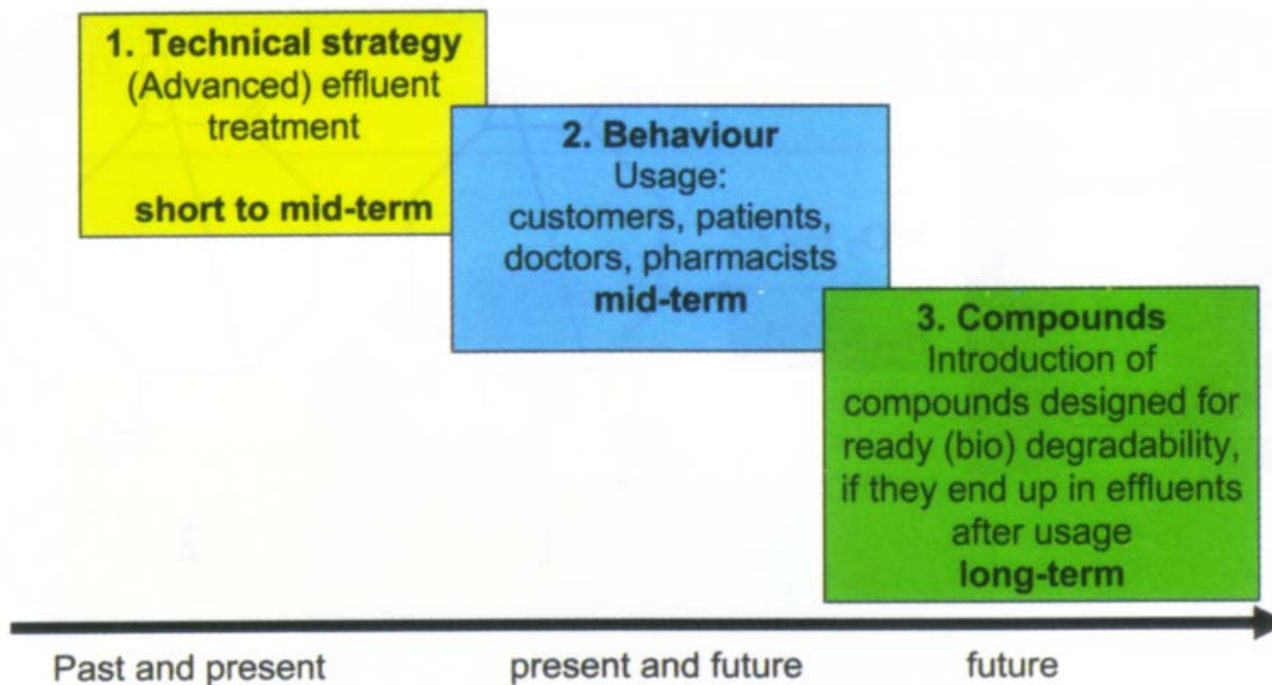 1. Technical strategy
(Advanced) effluent
treatment
short to mid-term
2. Behaviour
Usage:
customers, patients,
doctors, pharmacists
mid-term
3. Compounds
Introduction of
compounds designed for
ready (bio) degradability,
if they end up in effluents
after usage
long-term
Past and present
present and future
future